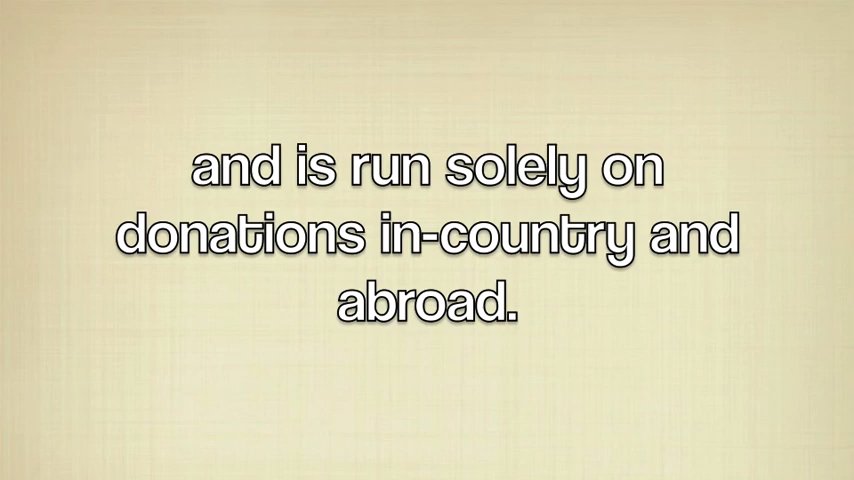 and is run solely on
donations in-country and
abroad.